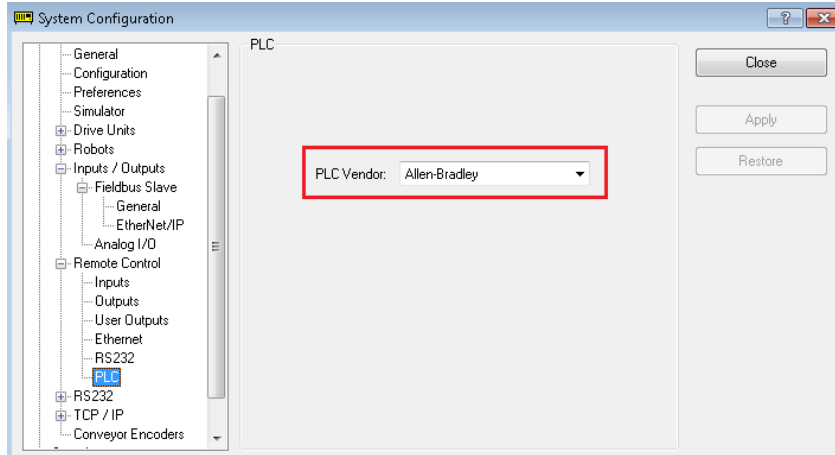 System Configuration
General
Configuration
Preferences
Simulator
Drive Units
Robots
Inputs / Outputs
Fieldbus Slave
General
EtherNet/IP
Analog I/O
Remote Control
Inputs
Outputs
User Outputs
Ethernet
RS232
PLC
RS232
TCP / IP
Conveyor Encoders
PLC
PLC Vendor: Allen-Bradley
Close
Apply
Restore